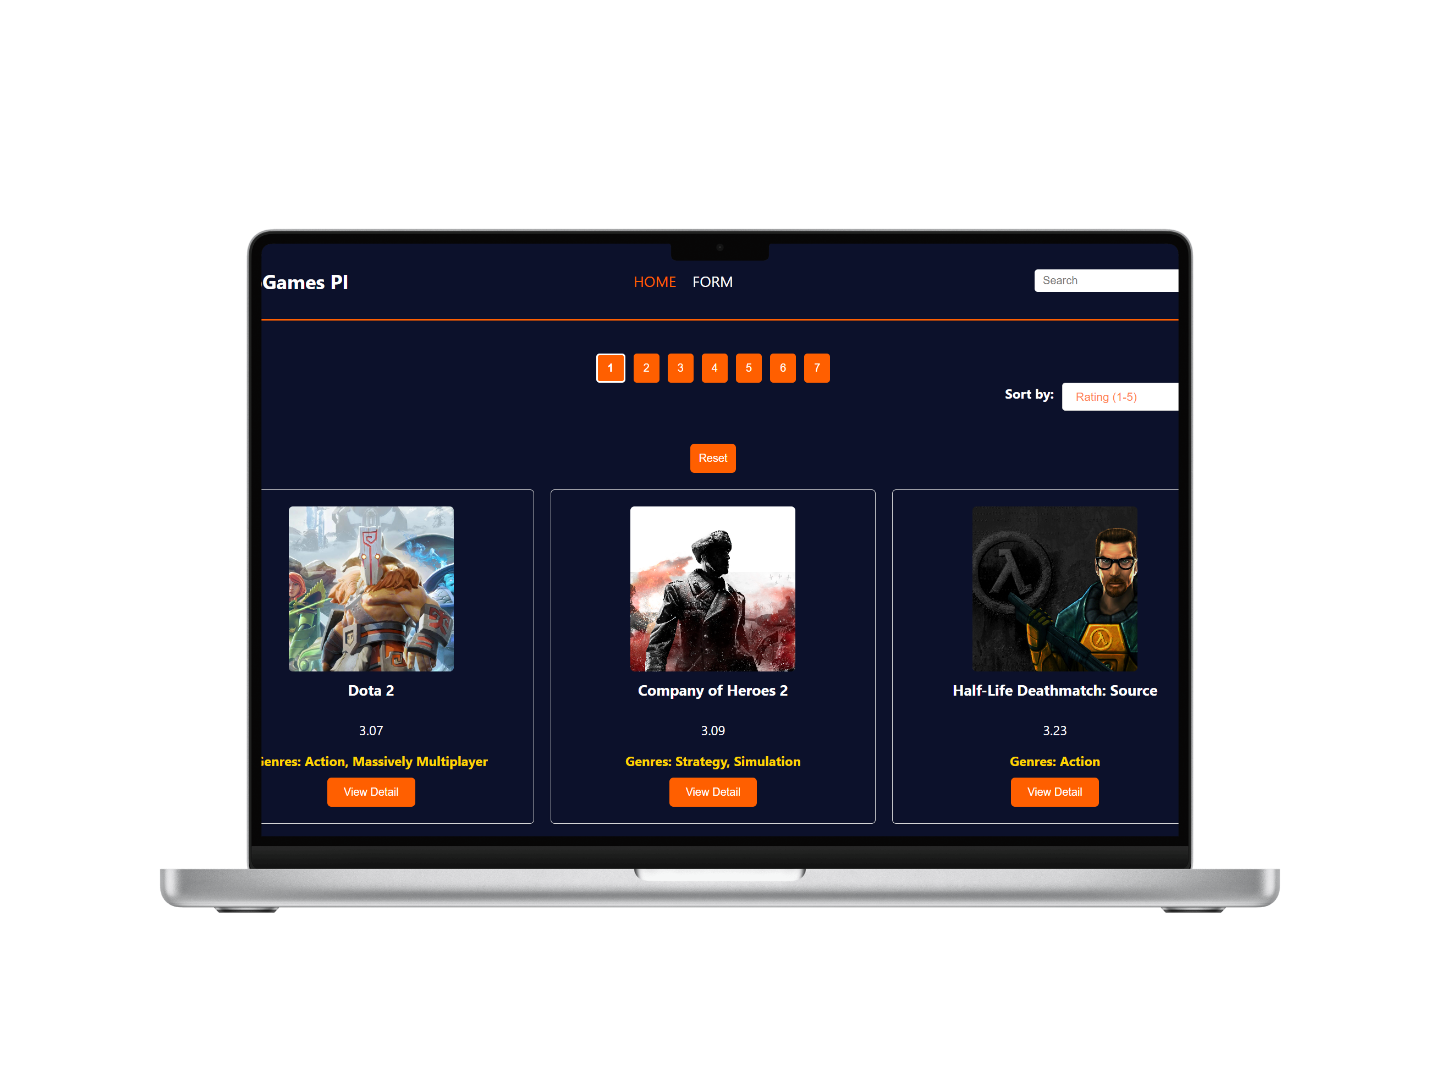 Games PI
HOME FORM
Search
1 2 3 4 5 6 7
Sort by: Rating (1-5)
Reset
Dota 2
3.07
Genres: Action, Massively Multiplayer
View Detail
Company of Heroes 2
3.09
Genres: Strategy, Simulation
View Detail
Half-Life Deathmatch: Source
3.23
Genres: Action
View Detail